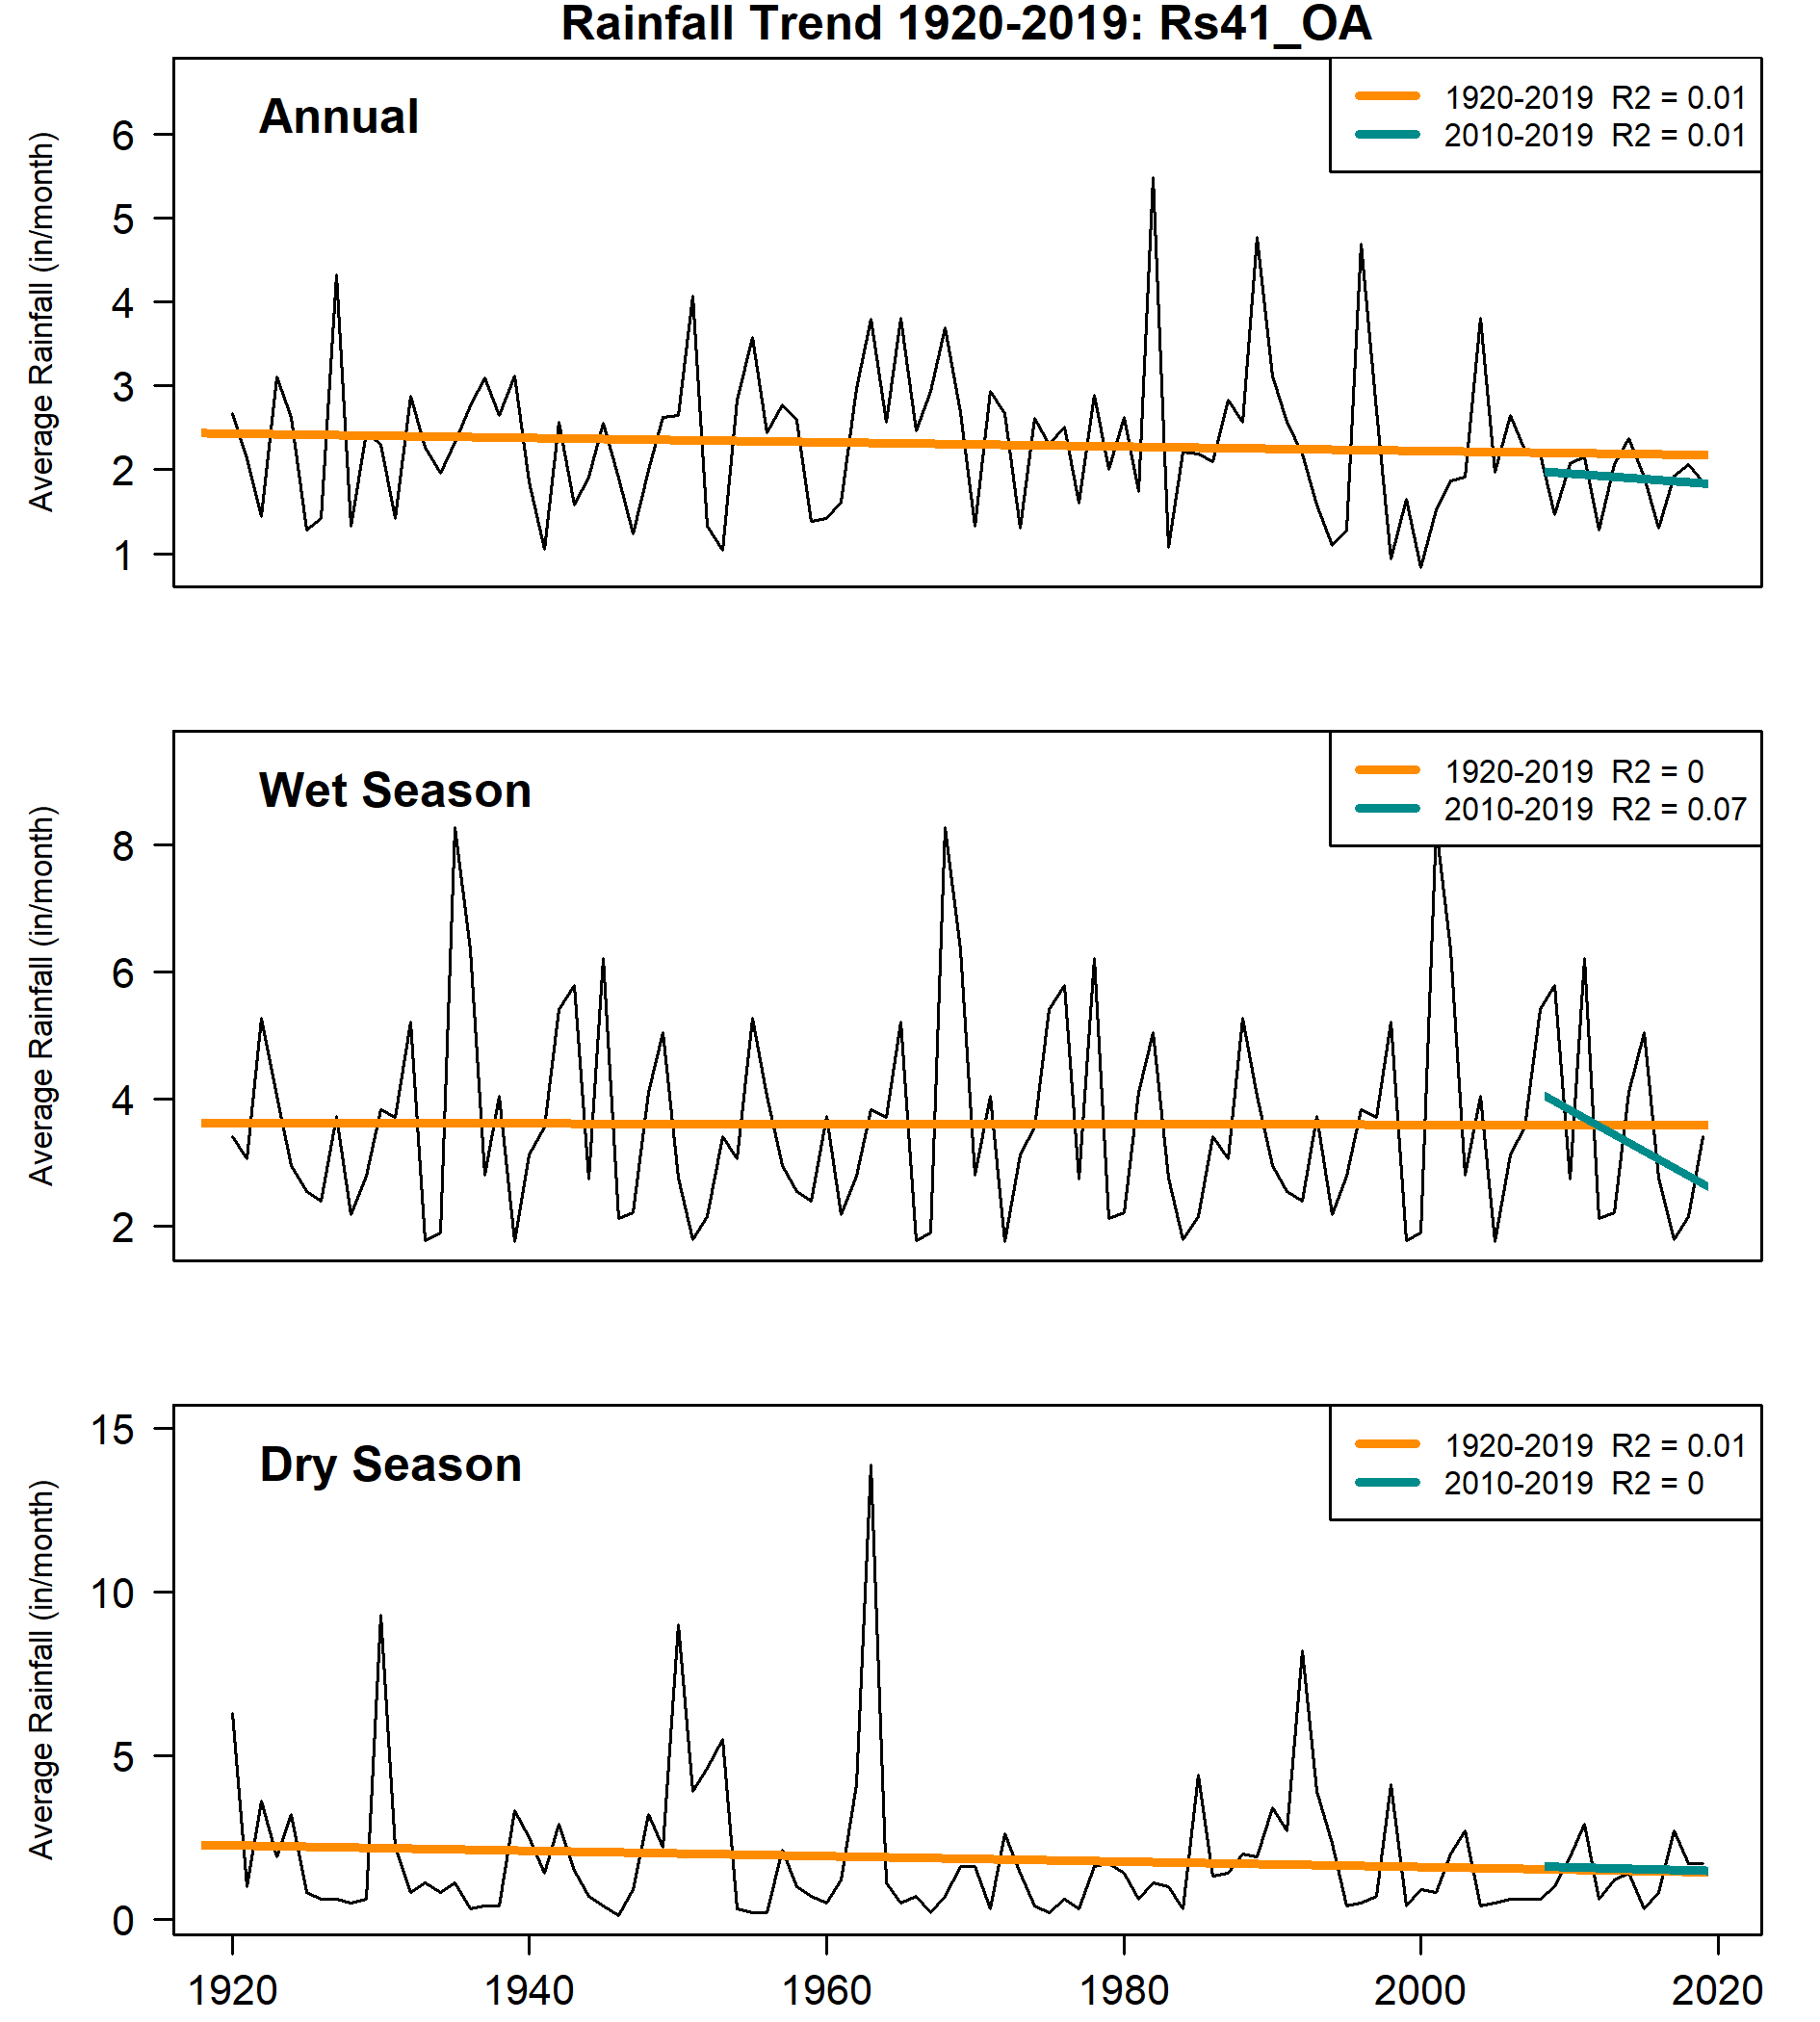 Rainfall Trend 1920-2019: Rs41_OA
Annual
1920-2019 R2 = 0.01
2010-2019 R2 = 0.01
Average Rainfall (in/month)
6
5
4
3
2
1
Wet Season
1920-2019 R2 = 0
2010-2019 R2 = 0.07
Average Rainfall (in/month)
8
6
4
2
Dry Season
1920-2019 R2 = 0.01
2010-2019 R2 = 0
Average Rainfall (in/month)
15
10
5
0
1920 1940 1960 1980 2000 2020